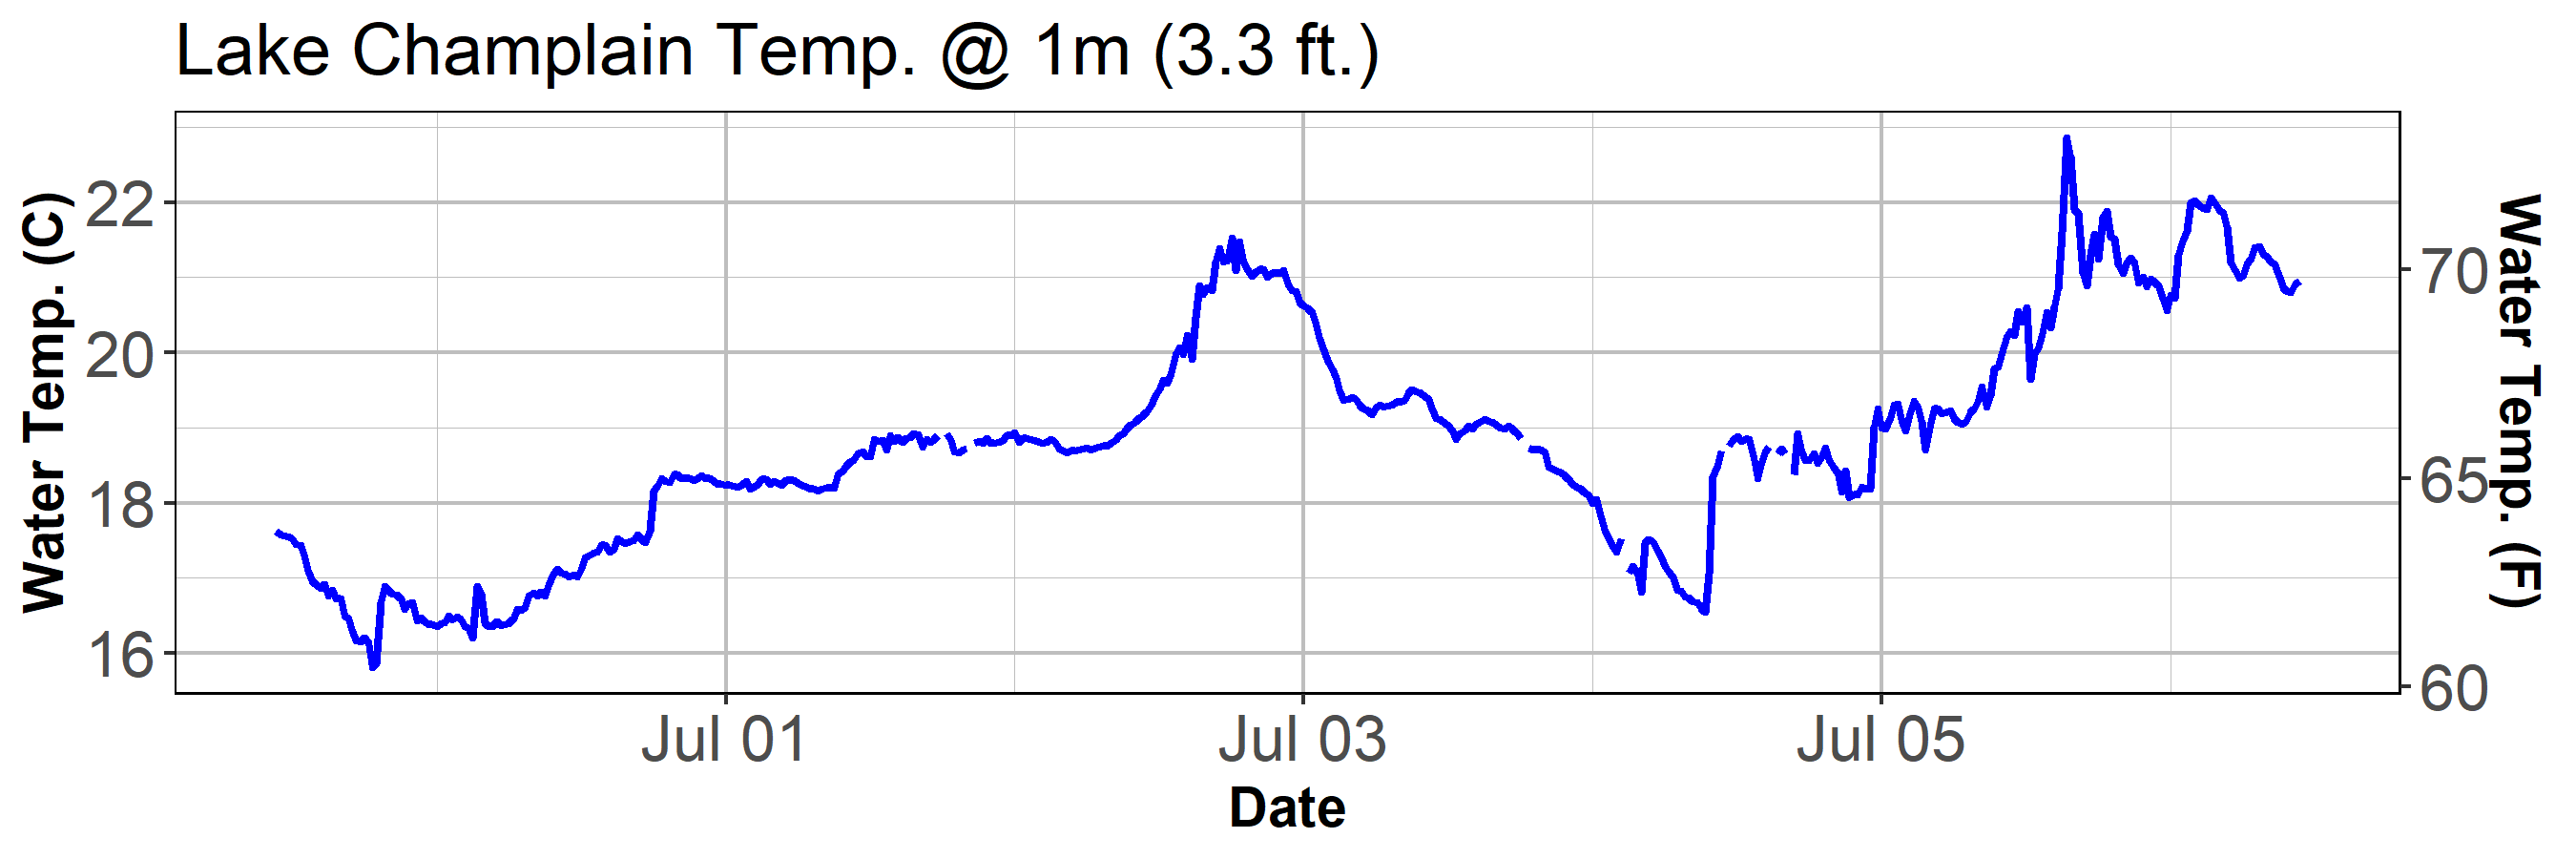 Lake Champlain Temp. @ 1m (3.3 ft.)
Water Temp. (C)
22
20
18
16
70
65
60
Water Temp. (F)
Jul 01
Jul 03
Jul 05
Date